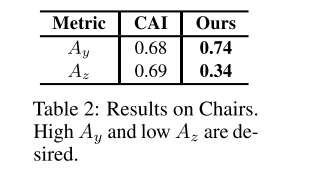 Metric CAI Ours
A_y 0.68 0.74
A_z 0.69 0.34
Table 2: Results on Chairs.
High A_y and low A_z are de-
sired.